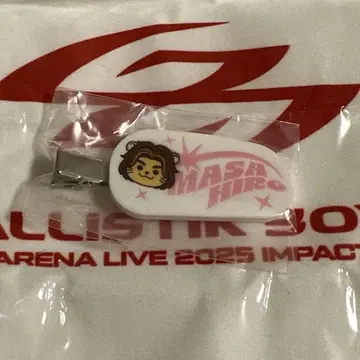 MASA
HIRO
ALLISTIK BOY
ARENA LIVE 2025 IMPACT